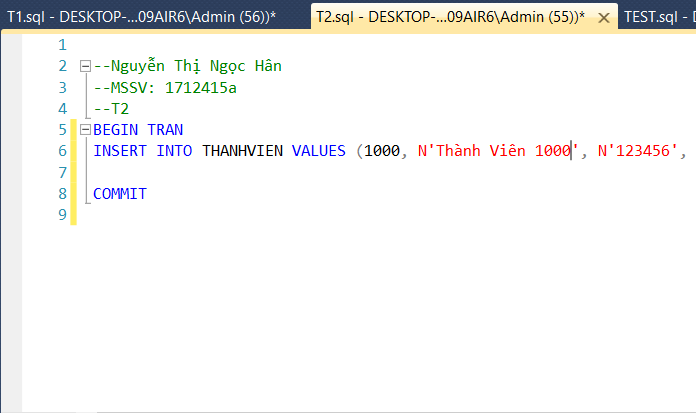 T1.sql - DESKTOP-...09AIR6\Admin (56))* T2.sql - DESKTOP-...09AIR6\Admin (55))* TEST.sql - D
1
2 --Nguyễn Thị Ngọc Hân
3 --MSSV: 1712415a
4 --T2
5 BEGIN TRAN
6 INSERT INTO THANHVIEN VALUES (1000, N'Thành Viên 1000', N'123456',
7
8 COMMIT
9